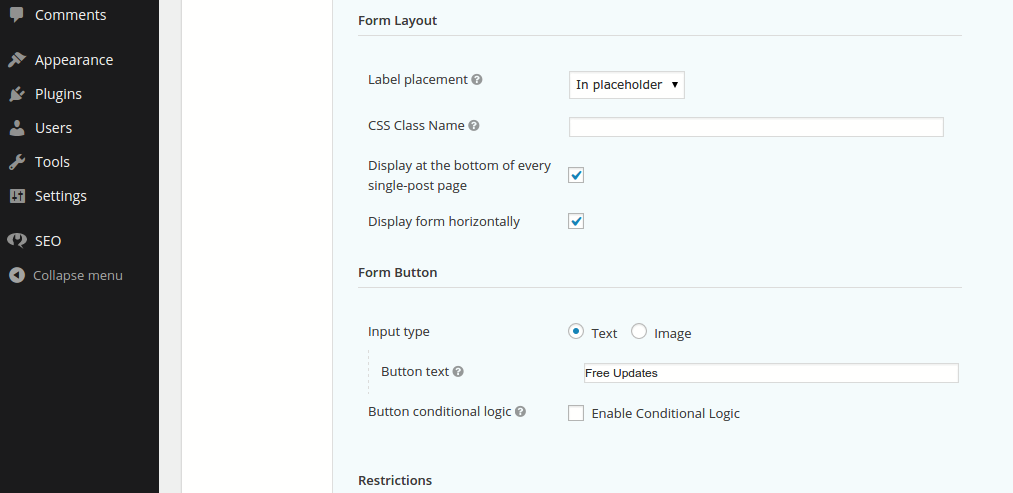 Comments
Appearance
Plugins
Users
Tools
Settings
SEO
Collapse menu
Form Layout
Label placement
In placeholder
CSS Class Name
Display at the bottom of every
single-post page
Display form horizontally
Form Button
Input type
Text
Image
Button text
Free Updates
Button conditional logic
Enable Conditional Logic
Restrictions